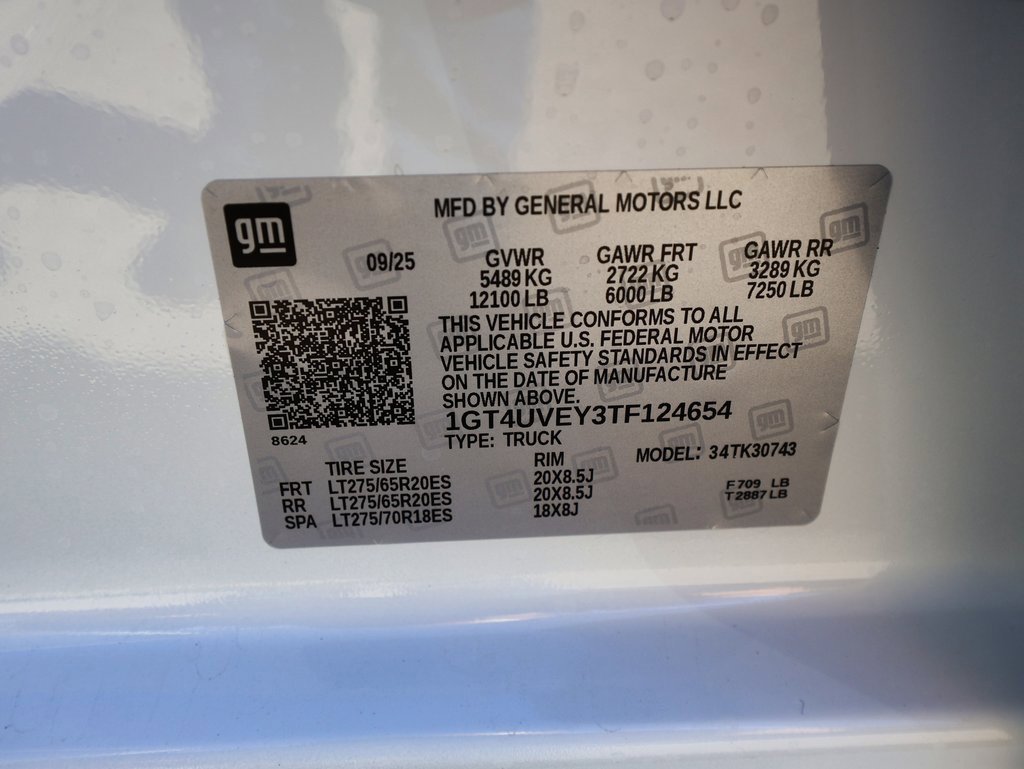 gm
MFD BY GENERAL MOTORS LLC
09/25
GVWR GAWR FRT GAWR RR
5489 KG 2722 KG 3289 KG
12100 LB 6000 LB 7250 LB
THIS VEHICLE CONFORMS TO ALL
APPLICABLE U.S. FEDERAL MOTOR
VEHICLE SAFETY STANDARDS IN EFFECT
ON THE DATE OF MANUFACTURE
SHOWN ABOVE.
1GT4UVEY3TF124654
8624
TYPE: TRUCK
MODEL: 34TK30743
TIRE SIZE RIM
FRT LT275/65R20ES 20X8.5J
RR LT275/65R20ES 20X8.5J
SPA LT275/70R18ES 18X8J
F 709 LB
T 2887 LB